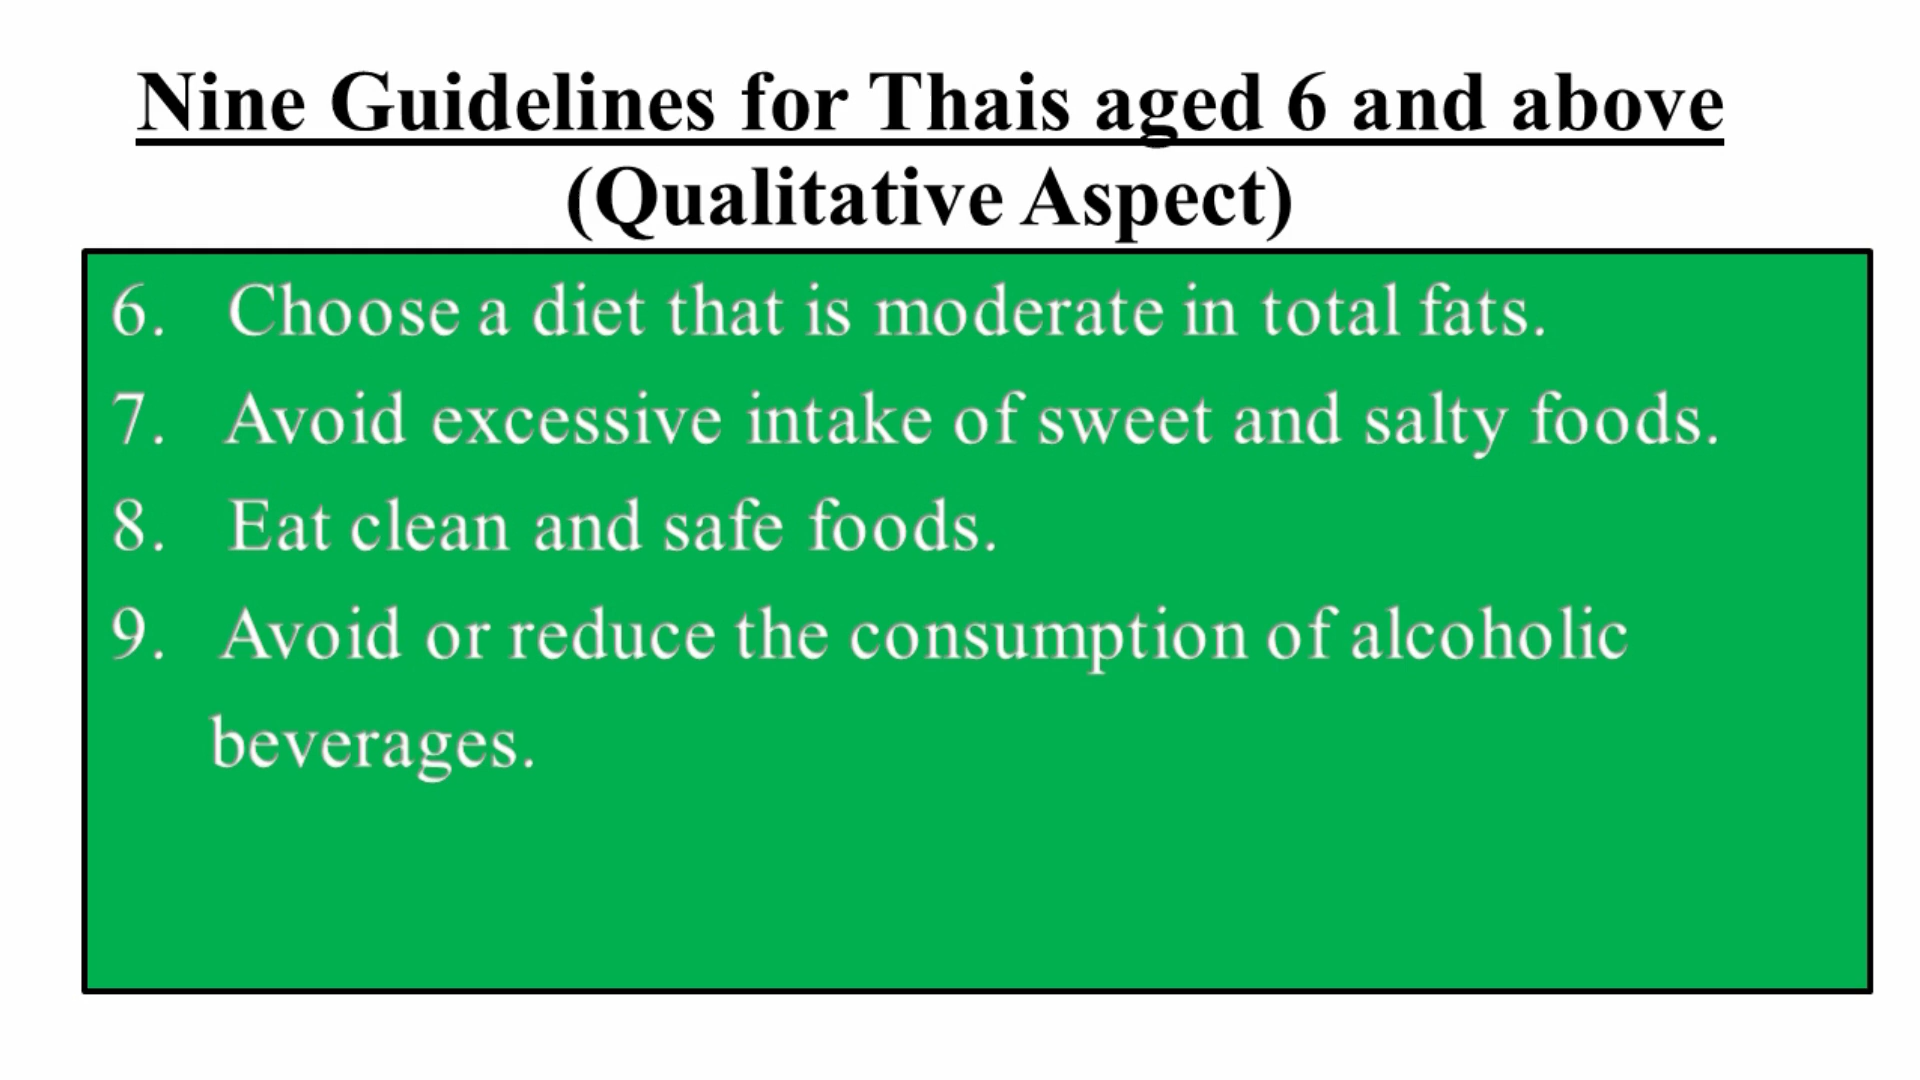 Nine Guidelines for Thais aged 6 and above
(Qualitative Aspect)
6. Choose a diet that is moderate in total fats.
7. Avoid excessive intake of sweet and salty foods.
8. Eat clean and safe foods.
9. Avoid or reduce the consumption of alcoholic
beverages.